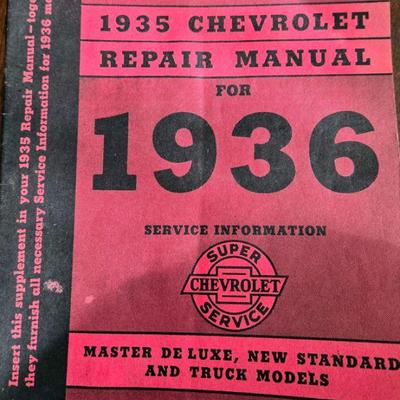 1935 CHEVROLET
REPAIR MANUAL
FOR
1936
SERVICE INFORMATION
SUPER
CHEVROLET
SERVICE
MASTER DE LUXE, NEW STANDARD
AND TRUCK MODELS
Insert this supplement in your 1935 Repair Manual—
they furnish all necessary Service Information for 1936